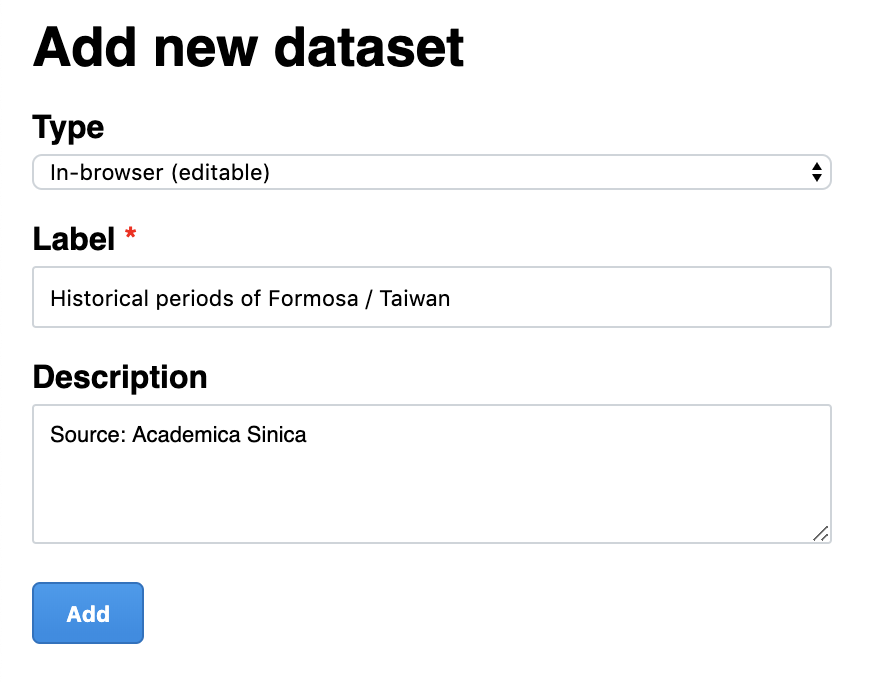 Add new dataset
Type
In-browser (editable)
Label *
Historical periods of Formosa / Taiwan
Description
Source: Academica Sinica
Add